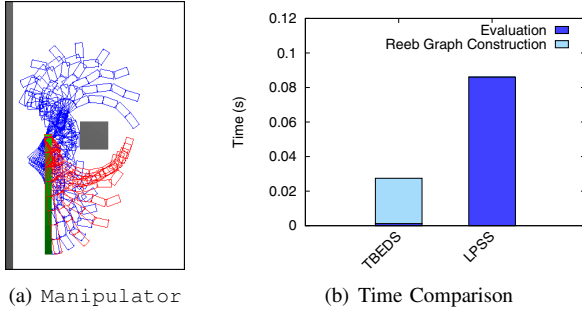 0.12
0.1
0.08
0.06
0.04
0.02
0
Time (s)
Evaluation
Reeb Graph Construction
TBEDS
LPSS
(a) Manipulator
(b) Time Comparison